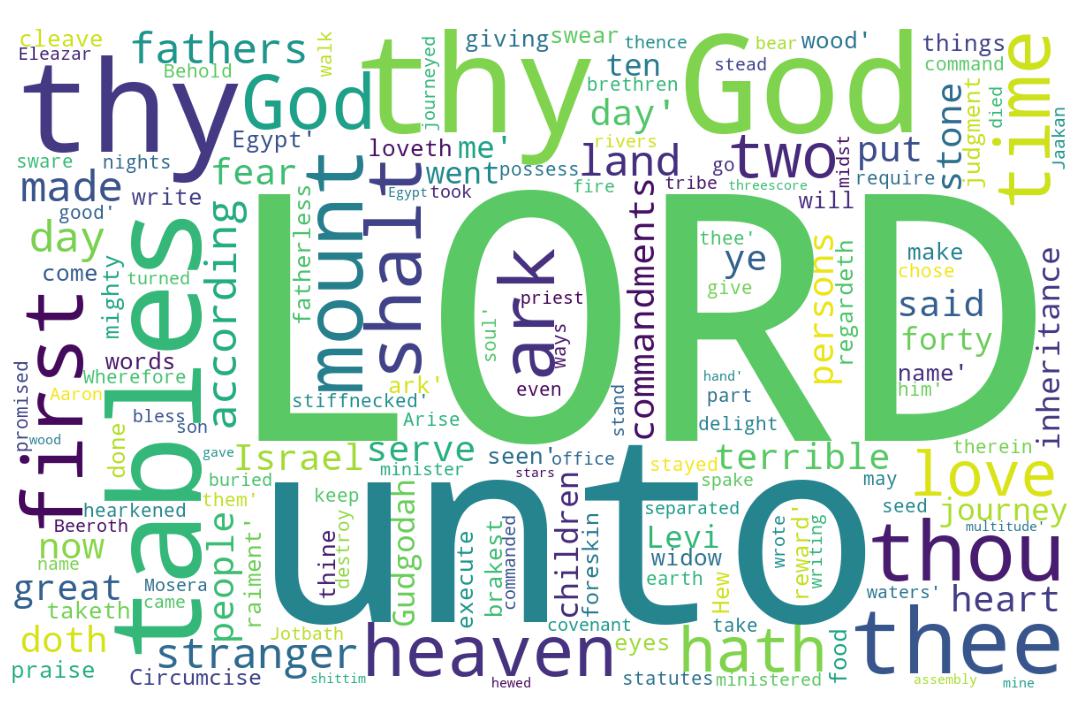 cleave
fathers
giving
swear
thence
bear
wood'
things
Eleazar
thy
Behold
God
walk
thy
journeyed
ten
brethren
day'
God
stead
command
time
stone
judgment
died
Jaakan
sware
nights
Egypt'
fear
loveth
me'
went
possess
rivers
land
fire
tribe
go
two
threescore
midst
put
require
will
made
write
good'
mount
shalt
Egypt
took
day
come
mighty
turned
according
fatherless
LORD
commandments
ark
priest
soul'
ways
even
thee'
ye
give
persons
regardeth
make
chose
said
forty
name'
him'
inheritance
first
tables
words
Wherefore
Aaron
promised
wood
bless
son
done
stiffnecked'
ark'
Arise
stand
hand'
part
delight
gave
Israel
serve
minister
seen'
office
stars
stayed
terrible
spake
therein
may
love
buried
them'
hearkened
Beeroth
now
name
great
people
raiment'
unto
keep
destroy
thine
Gudgodah
execute
brakest
commanded
children
foreskin
separated
Levi
widow
earth
Hew
wrote
reward'
writing
seed
journey
multitude'
thou
waters'
heart
Mosera
came
taketh
doth
praise
Jotbath
stranger
Circumcise
shittim
heaven
hewed
covenant
eyes
take
hath
statutes
ministered
food
thee
assembly
mine